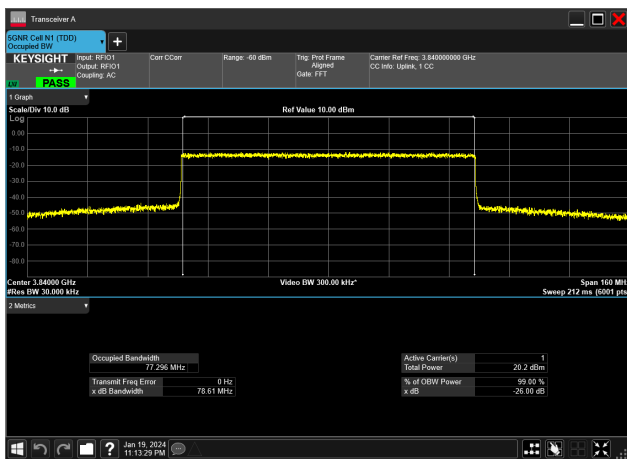 Transceiver A
5GNR Cell N1 (TDD)
Occupied BW
KEYSIGHT
PASS
Input: RFIO1
Output: RFIO1
Coupling: AC
Corr CCorr
Range: -60 dBm
Trig: Prot Frame
Aligned
Gate: FFT
Carrier Ref Freq: 3.840000000 GHz
CC Info: Uplink, 1 CC
1 Graph
Scale/Div 10.0 dB
Ref Value 10.00 dBm
Log
0.00
-10.0
-20.0
-30.0
-40.0
-50.0
-60.0
-70.0
-80.0
Center 3.84000 GHz
Video BW 300.00 kHz*
Span 160 MHz
#Res BW 30.000 kHz
Sweep 212 ms (6001 pts
2 Metrics
Occupied Bandwidth
77.296 MHz
Transmit Freq Error 0 Hz
x dB Bandwidth 78.61 MHz
Active Carrier(s) 1
Total Power 20.2 dBm
% of OBW Power 99.00 %
x dB -26.00 dB
?
Jan 19, 2024
11:13:29 PM